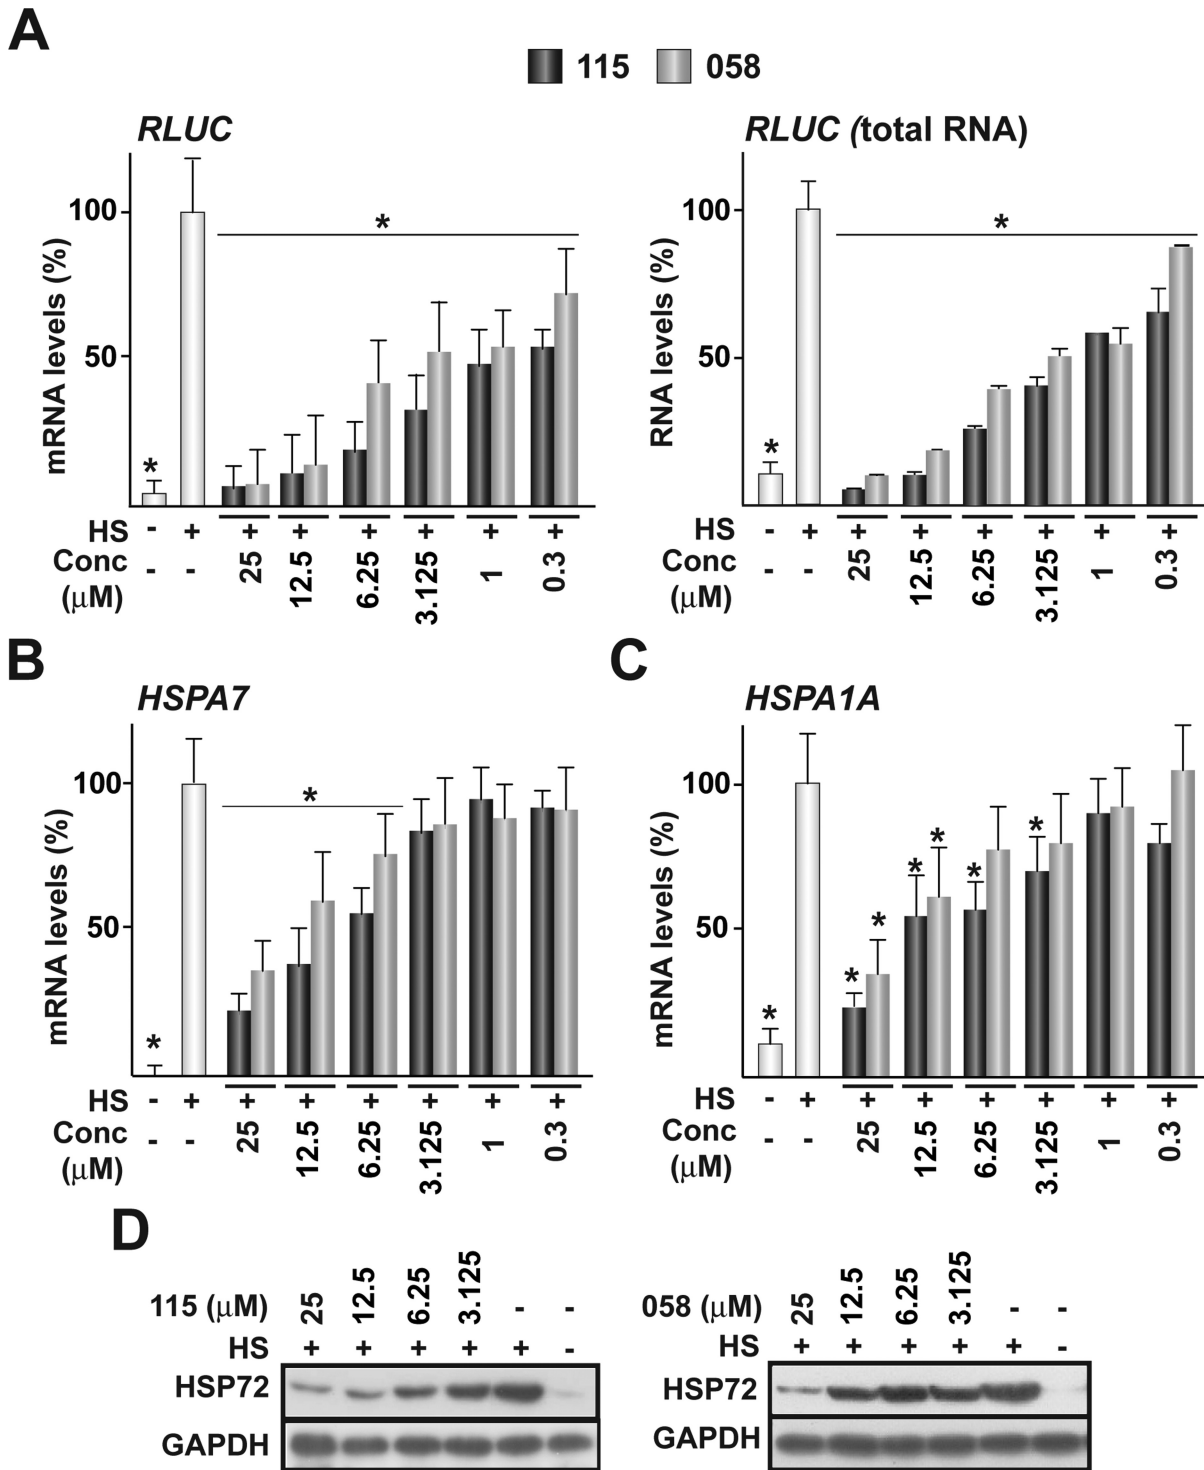 A
115 058
RLUC
mRNA levels (%)
100
50
*
*
HS - + + + + + + +
Conc (μM) - - 25 12.5 6.25 3.125 1 0.3
RLUC (total RNA)
RNA levels (%)
100
50
*
*
HS - + + + + + + +
- - 25 12.5 6.25 3.125 1 0.3
Conc
(μM)
B
HSPA7
mRNA levels (%)
100
50
*
*
HS - + + + + + + +
Conc (μM) - - 25 12.5 6.25 3.125 1 0.3
C
HSPA1A
mRNA levels (%)
100
50
*
* * * * * *
HS - + + + + + + +
Conc (μM) - - 25 12.5 6.25 3.125 1 0.3
D
115 (μM) 25 12.5 6.25 3.125 - -
HS + + + + + -
HSP72
GAPDH
058 (μM) 25 12.5 6.25 3.125 - -
HS + + + + + -
HSP72
GAPDH